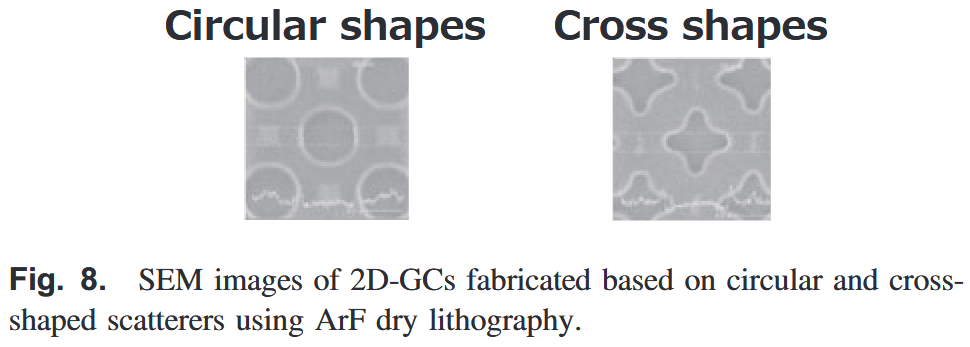 Circular shapes Cross shapes
Fig. 8. SEM images of 2D-GCs fabricated based on circular and cross-
shaped scatterers using ArF dry lithography.